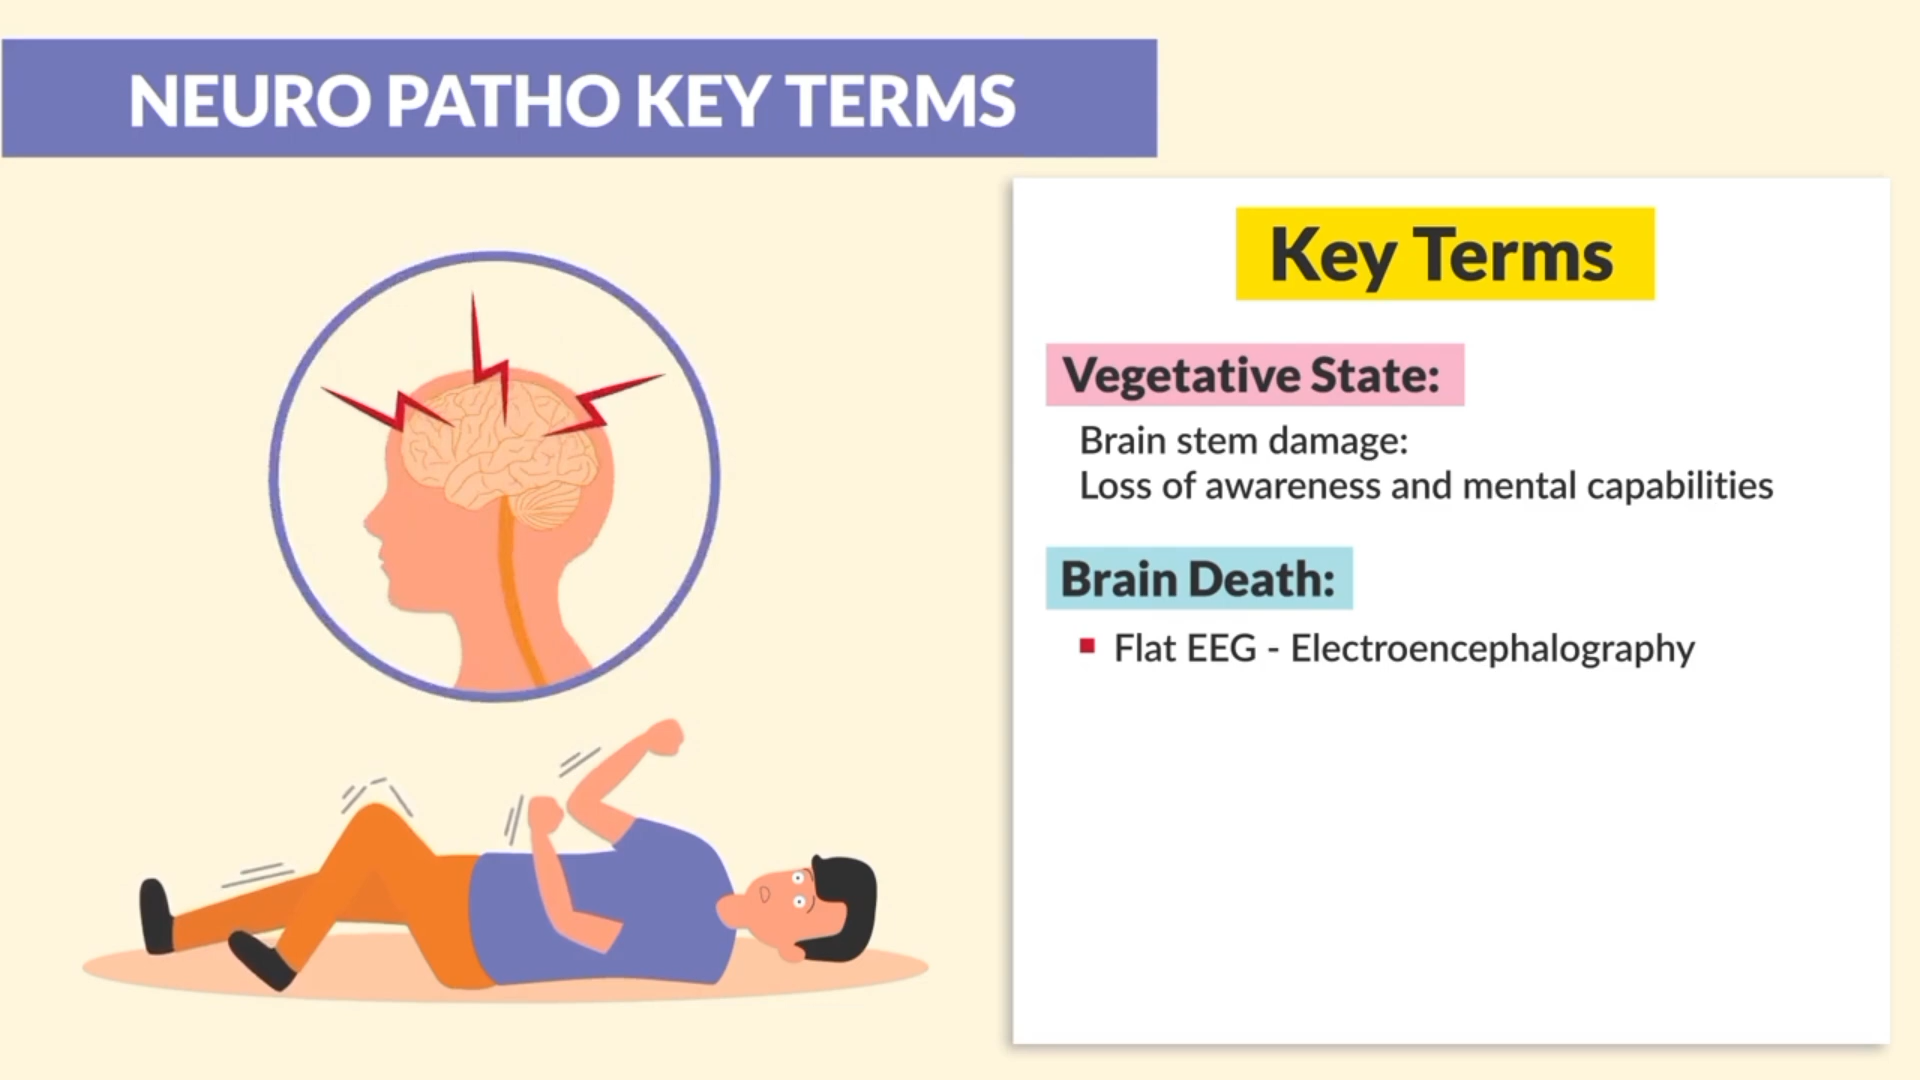 NEURO PATHO KEY TERMS
Key Terms
Vegetative State:
Brain stem damage:
Loss of awareness and mental capabilities
Brain Death:
Flat EEG - Electroencephalography